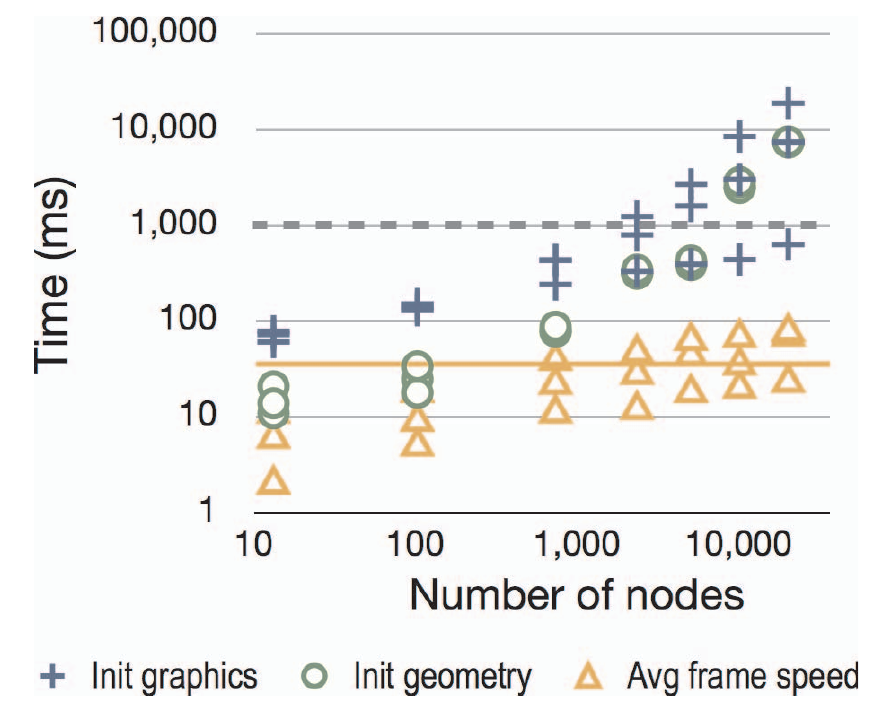 100,000
10,000
1,000
100
10
1
Time (ms)
10 100 1,000 10,000
Number of nodes
Init graphics Init geometry Avg frame speed